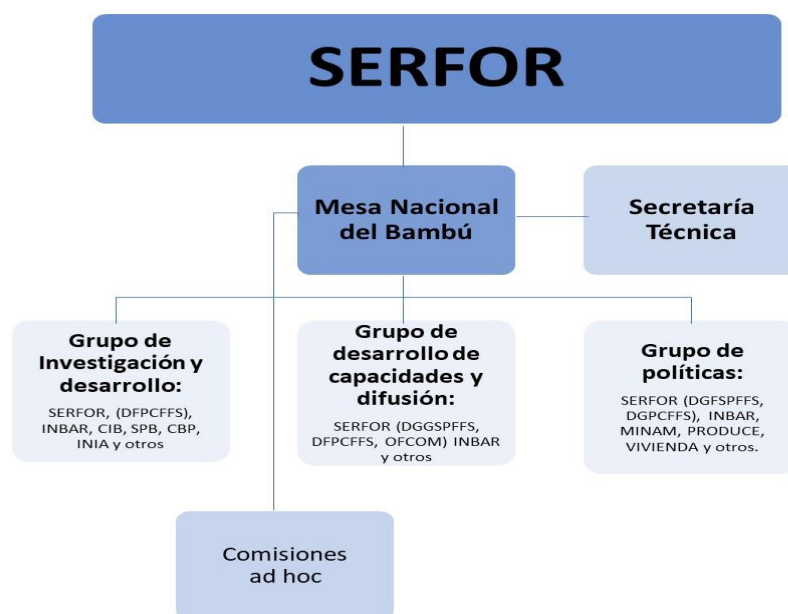 SERFOR
Mesa Nacional
del Bambú
Secretaría
Técnica
Grupo de
Investigación y
desarrollo:
SERFOR, (DFPCFFS),
INBAR, CIB, SPB, CBP,
INIA y otros
Grupo de
desarrollo de
capacidades y
difusión:
SERFOR (DGGSPFFS,
DFPCFFS, OFCOM) INBAR
y otros
Grupo de
políticas:
SERFOR (DGFSPFFS,
DGPCFFS), INBAR,
MINAM, PRODUCE,
VIVIENDA y otros.
Comisiones
ad hoc